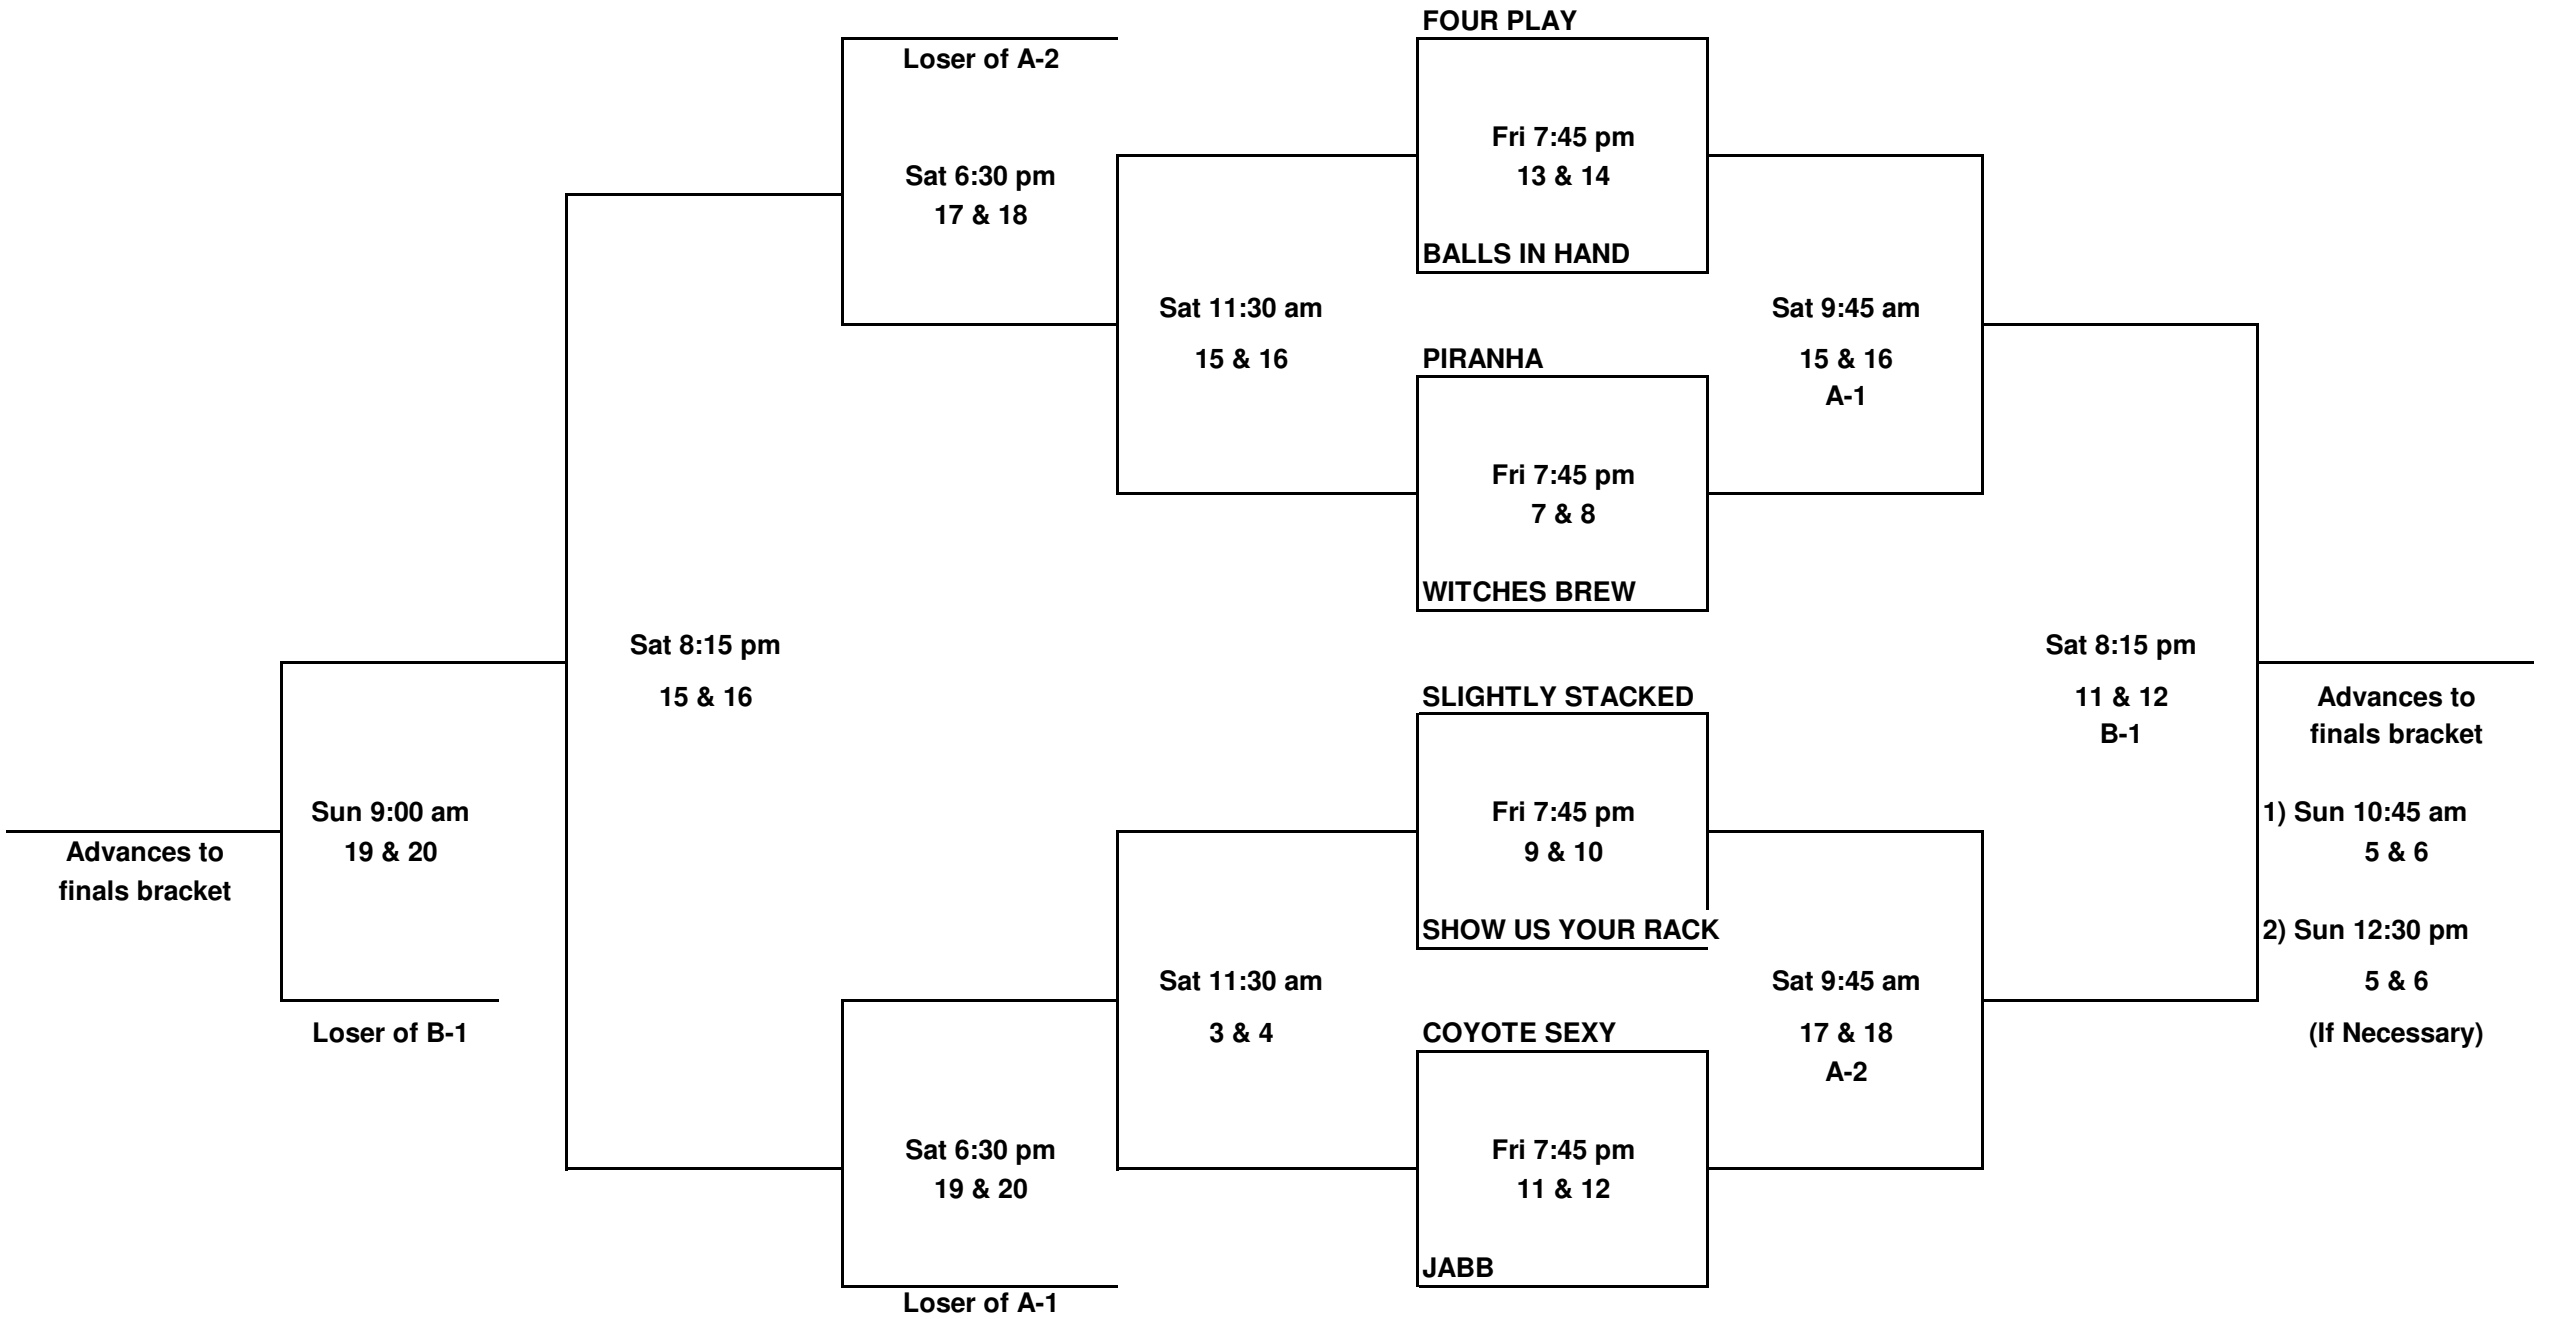 FOUR PLAY
Loser of A-2
Fri 7:45 pm
13 & 14
Sat 6:30 pm
17 & 18
BALLS IN HAND
Sat 11:30 am
15 & 16
Sat 9:45 am
15 & 16
A-1
PIRANHA
Fri 7:45 pm
7 & 8
WITCHES BREW
Sat 8:15 pm
15 & 16
Sat 8:15 pm
11 & 12
B-1
SLIGHTLY STACKED
Advances to
finals bracket
Sun 9:00 am
19 & 20
Advances to
finals bracket
Fri 7:45 pm
9 & 10
1) Sun 10:45 am
5 & 6
SHOW US YOUR RACK
2) Sun 12:30 pm
5 & 6
(If Necessary)
Loser of B-1
Sat 11:30 am
3 & 4
COYOTE SEXY
Sat 9:45 am
17 & 18
A-2
Sat 6:30 pm
19 & 20
Fri 7:45 pm
11 & 12
JABB
Loser of A-1